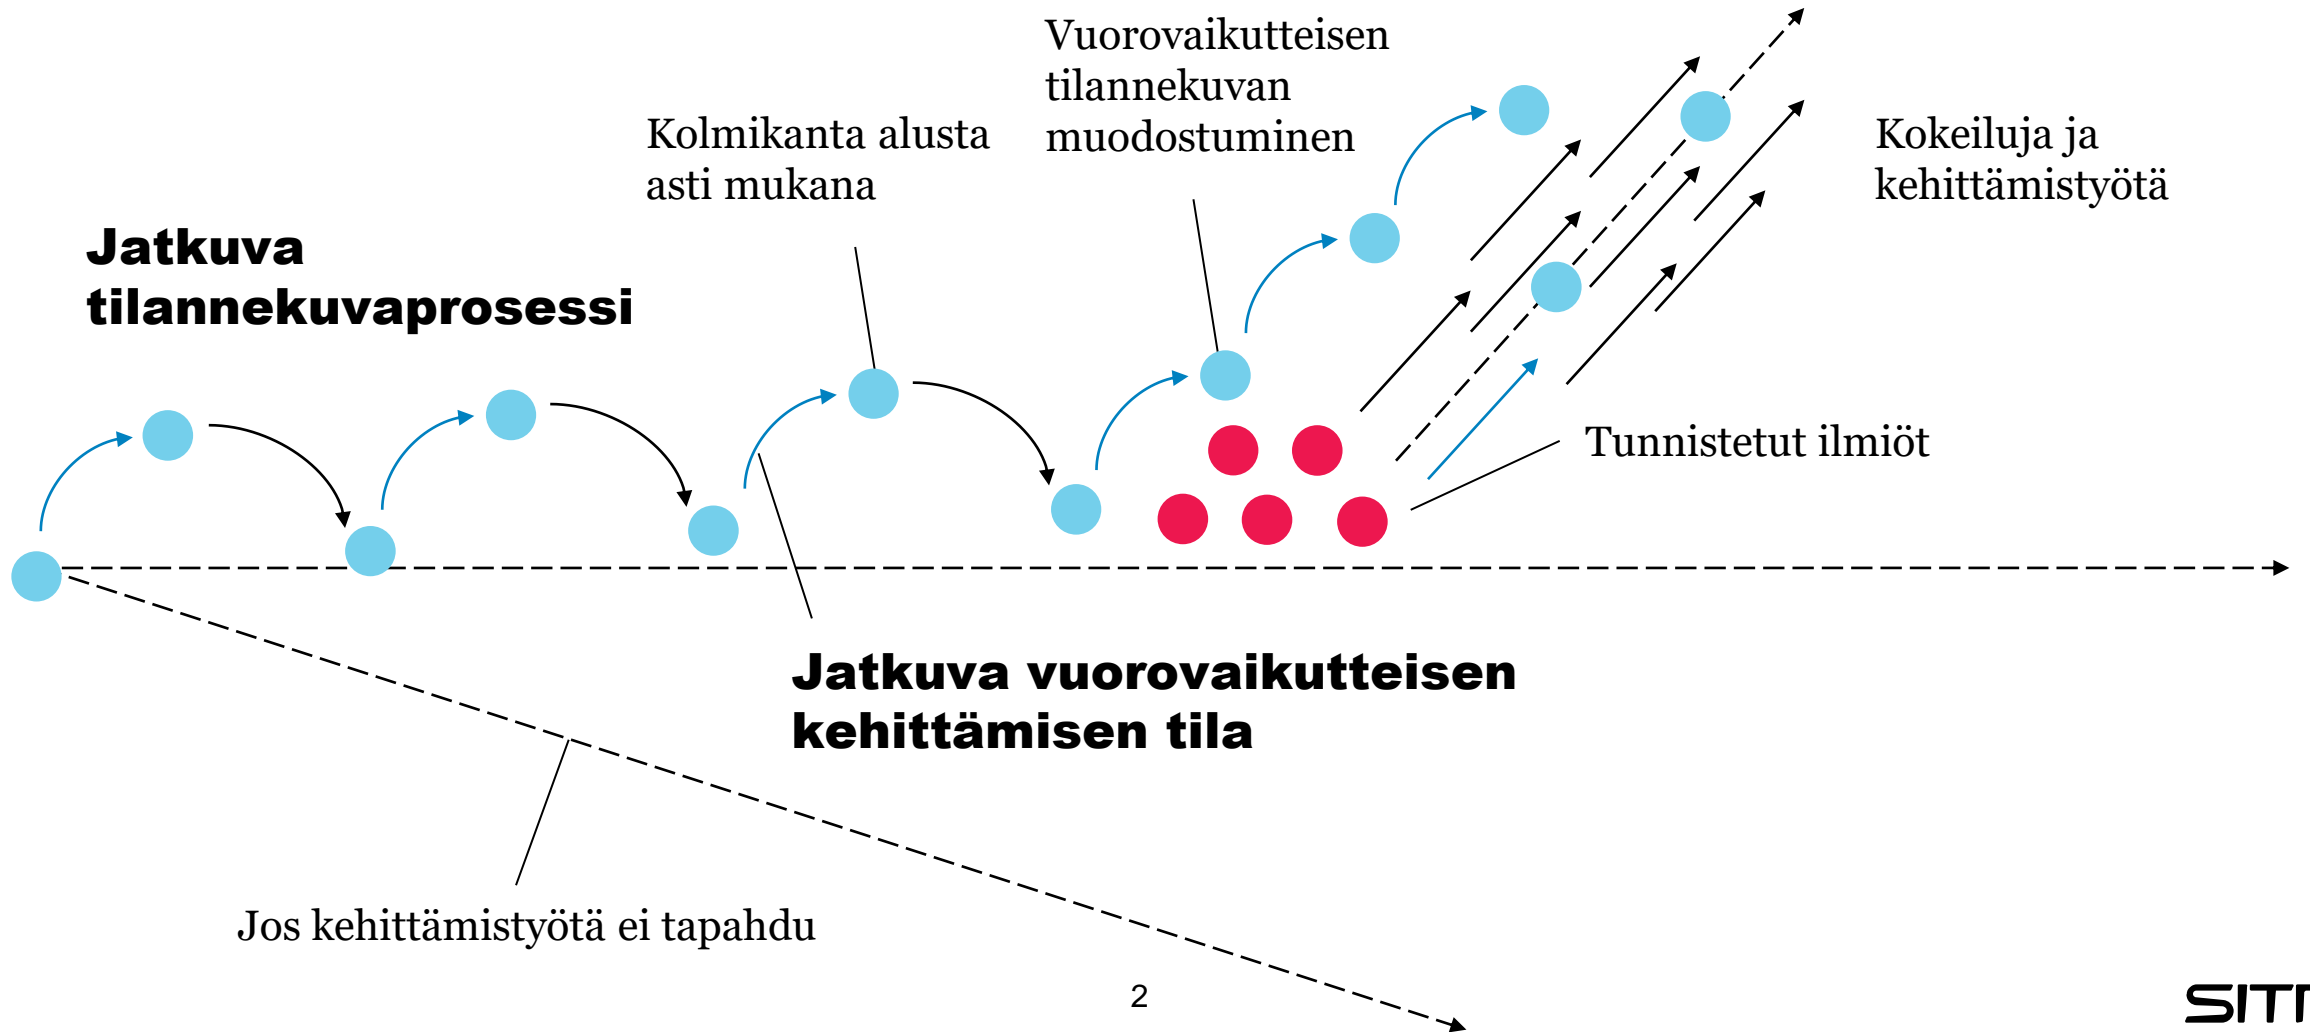 Vuorovaikutteisen
tilannekuvan
muodostuminen
Kolmikanta alusta
asti mukana
Kokeiluja ja
kehittämistyötä
Jatkuva
tilannekuvaprosessi
Tunnistetut ilmiöt
Jatkuva vuorovaikutteisen
kehittämisen tila
Jos kehittämistyötä ei tapahdu
2